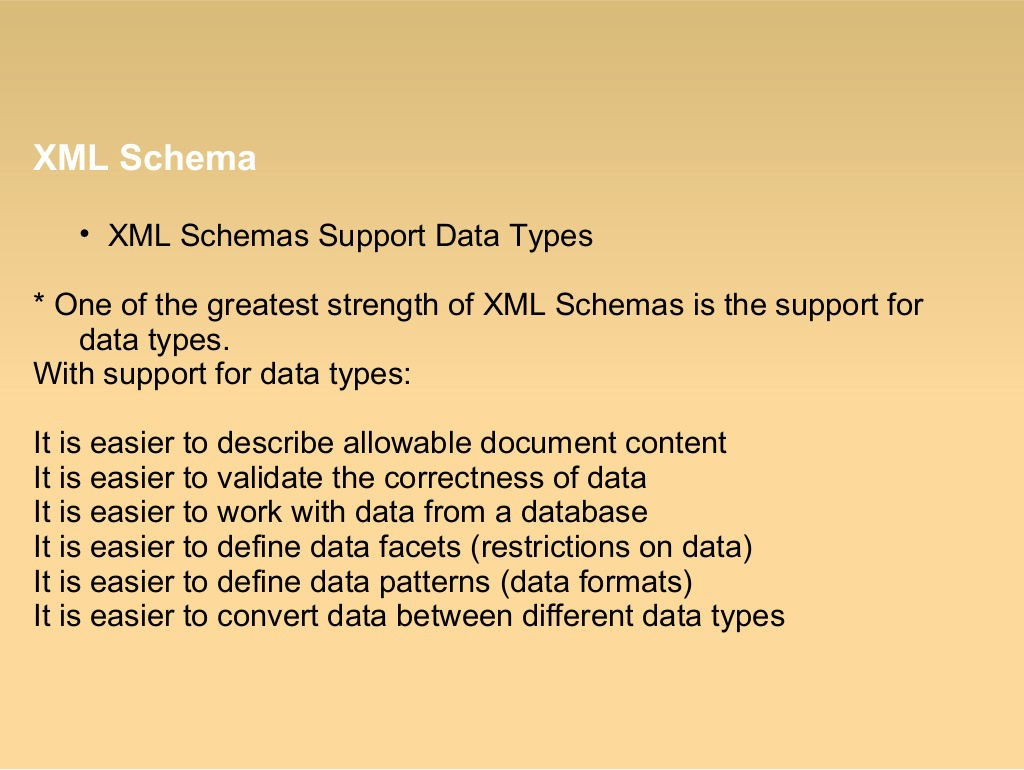 XML Schema
• XML Schemas Support Data Types
* One of the greatest strength of XML Schemas is the support for
data types.
With support for data types:
It is easier to describe allowable document content
It is easier to validate the correctness of data
It is easier to work with data from a database
It is easier to define data facets (restrictions on data)
It is easier to define data patterns (data formats)
It is easier to convert data between different data types